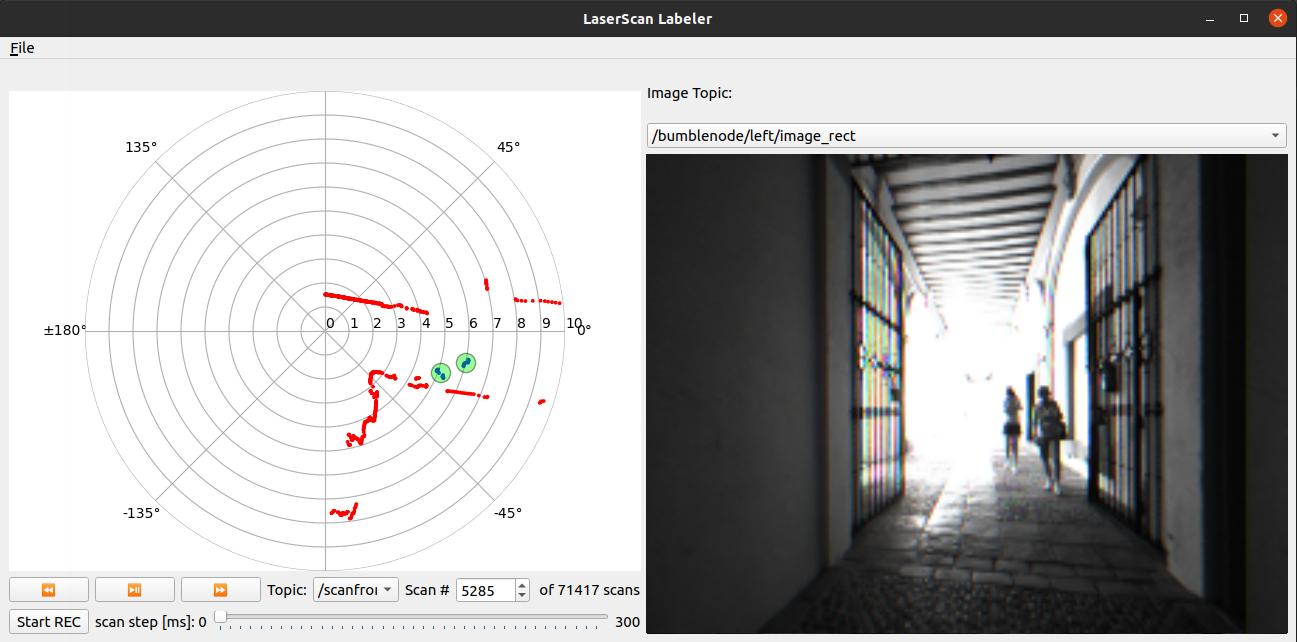 LaserScan Labeler
File
Image Topic:
/bumblenode/left/image_rect
135°
45°
±180°
0 1 2 3 4 5 6 7 8 9 10
0°
-135°
-45°
Topic: /scanfror Scan # 5285 of 71417 scans
Start REC scan step [ms]: 0 300